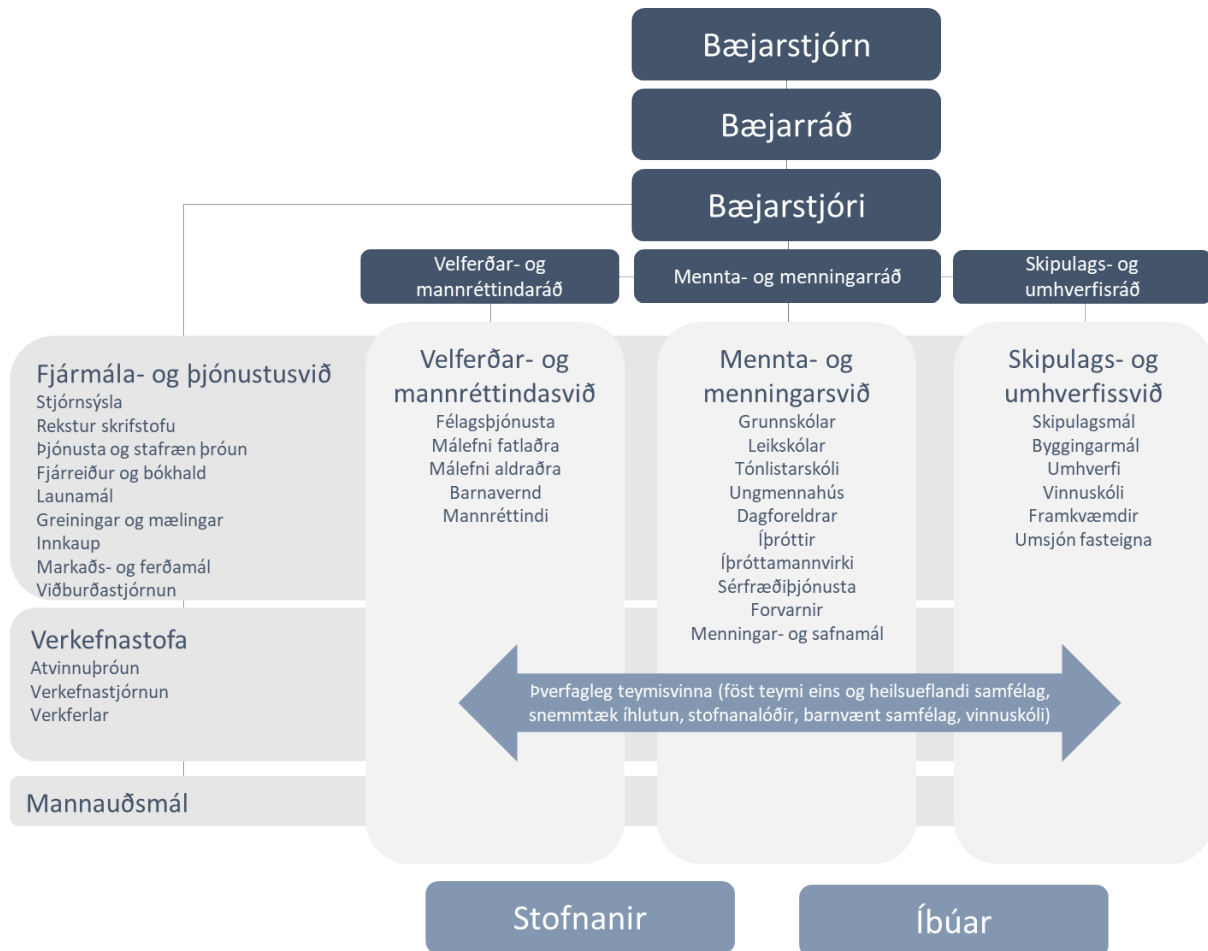 Bæjarstjórn
Bæjarráð
Bæjarstjóri
Velferðar- og
mannréttindaráð
Mennta- og menningarráð
Skipulags- og
umhverfisráð
Fjármála- og þjónustusvið
Stjórnsýsla
Rekstur skrifstofu
Þjónusta og stafræn þróun
Fjárreiður og bókhald
Launamál
Greiningar og mælingar
Innkaup
Markaðs- og ferðamál
Viðburðastjórnun
Velferðar- og
mannréttindasvið
Félagsþjónusta
Málefni fatlaðra
Málefni aldraðra
Barnavernd
Mannréttindi
Mennta- og
menningarsvið
Grunnskólar
Leikskólar
Tónlistarskóli
Ungmennahús
Dagforeldrar
Íþróttir
Íþróttamannvirki
Sérfræðiþjónusta
Forvarnir
Menningar- og safnamál
Skipulags- og
umhverfissvið
Skipulagsmál
Byggingarmál
Umhverfi
Vinnuskóli
Framkvæmdir
Umsjón fasteigna
Verkefnastofa
Atvinnuþróun
Verkefnastjórnun
Verkferlar
Þverfagleg teymisvinna (föst teymi eins og heilsueflandi samfélag,
snemmtæk íhlutun, stofnanalóðir, barnvænt samfélag, vinnuskóli)
Mannauðsmál
Stofnanir
Íbúar